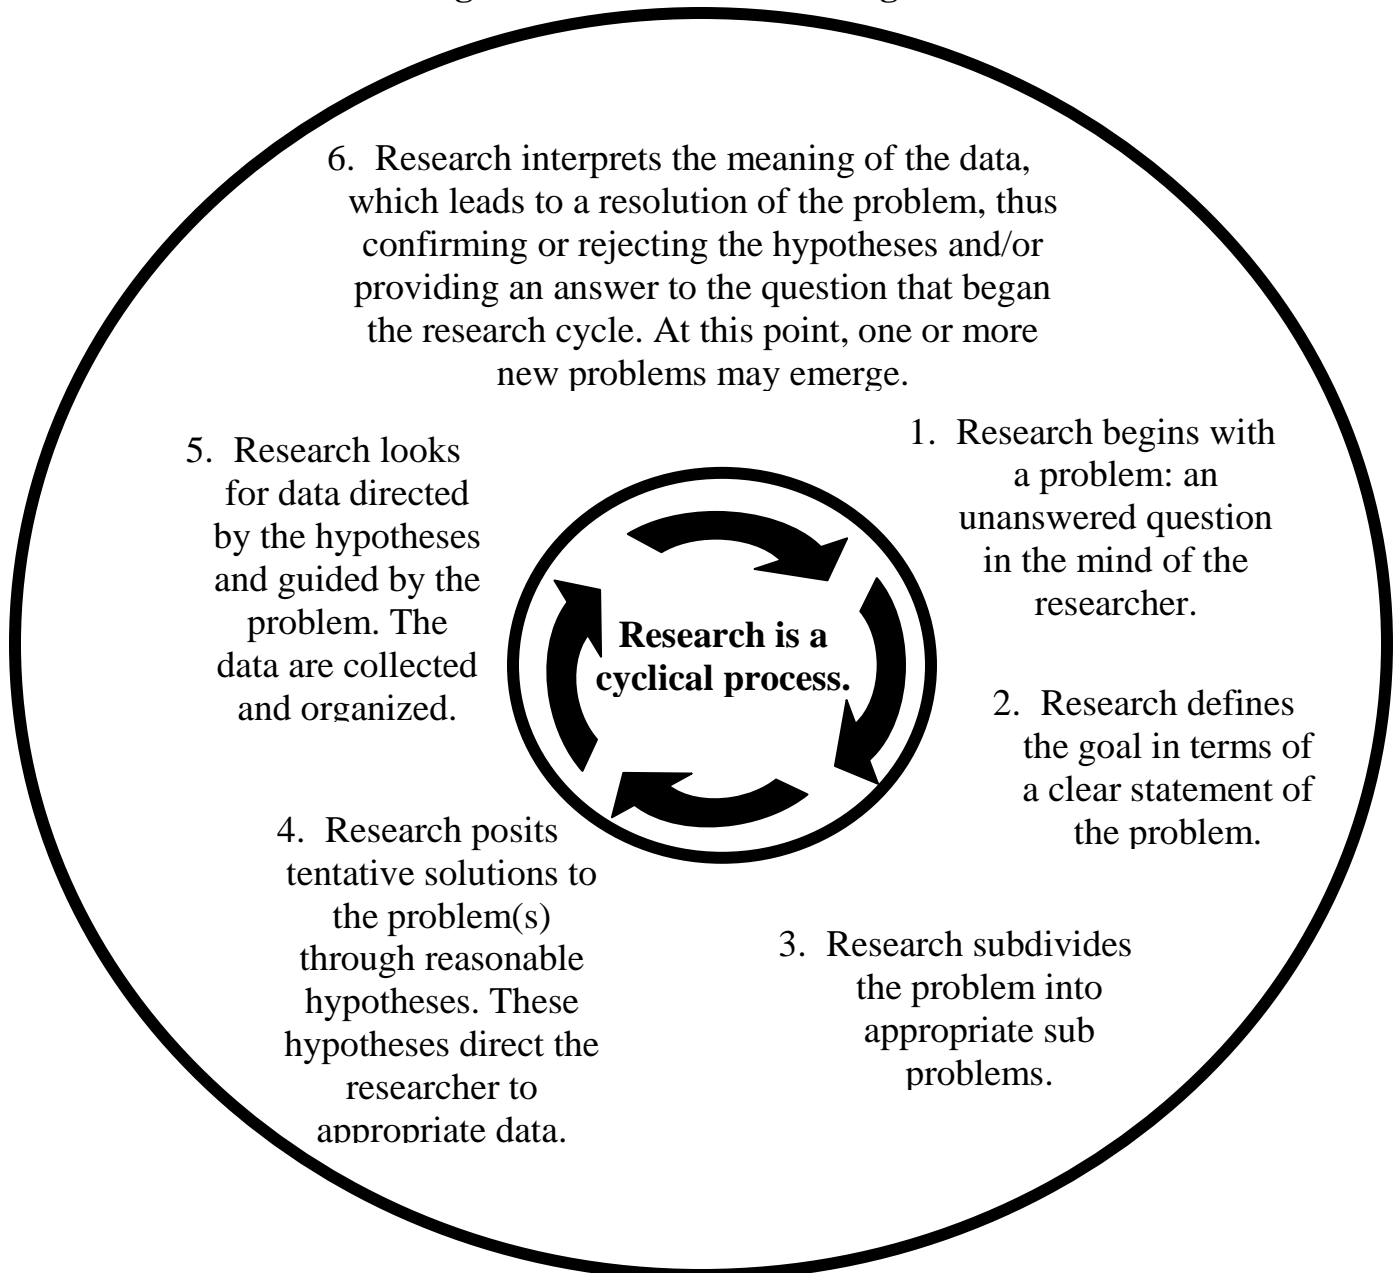 6. Research interprets the meaning of the data,
which leads to a resolution of the problem, thus
confirming or rejecting the hypotheses and/or
providing an answer to the question that began
the research cycle. At this point, one or more
new problems may emerge.
1. Research begins with
a problem: an
unanswered question
in the mind of the
researcher.
2. Research defines
the goal in terms of
a clear statement of
the problem.
3. Research subdivides
the problem into
appropriate sub
problems.
4. Research posits
tentative solutions to
the problem(s)
through reasonable
hypotheses. These
hypotheses direct the
researcher to
appropriate data.
5. Research looks
for data directed
by the hypotheses
and guided by the
problem. The
data are collected
and organized.
Research is a
cyclical process.